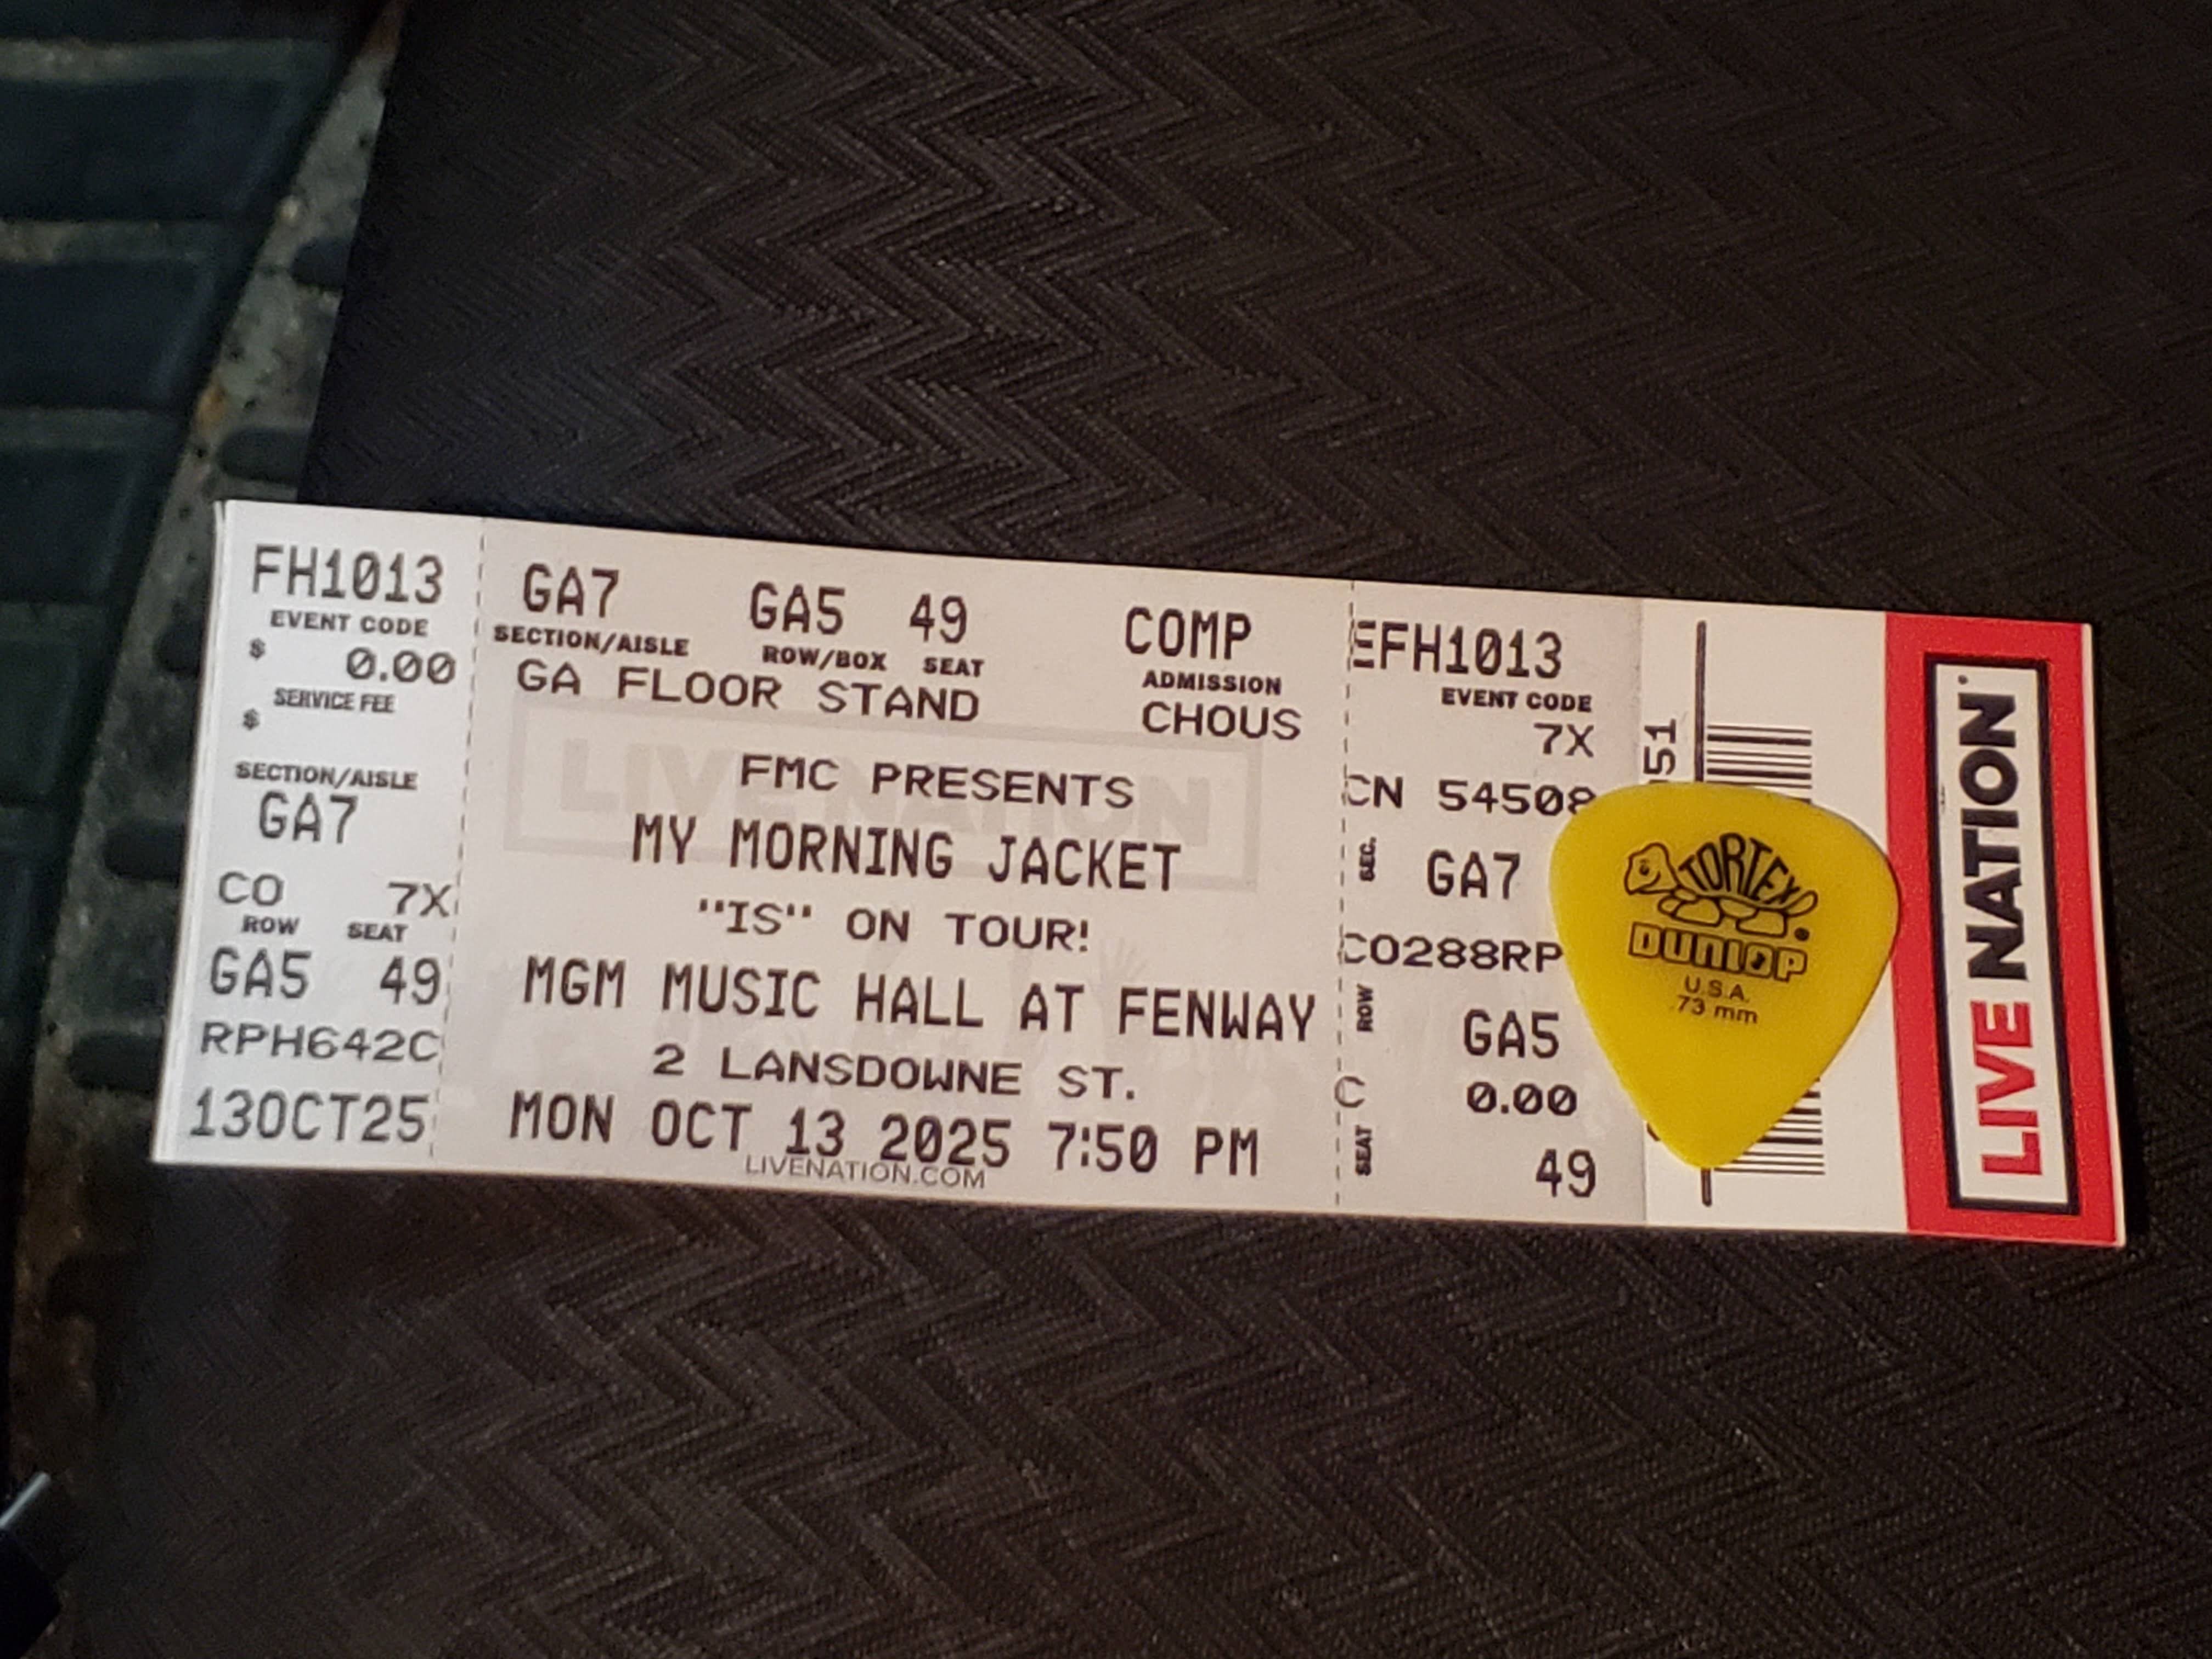 FH1013
EVENT CODE
$ 0.00
SERVICE FEE
$
SECTION/AISLE
GA7
CO 7X
ROW SEAT
GA5 49
RPH642C
13OCT25
GA7 GA5 49 COMP
SECTION/AISLE ROW/BOX SEAT ADMISSION
GA FLOOR STAND CHOUS
LIVE NATION
FMC PRESENTS
MY MORNING JACKET
"IS" ON TOUR!
MGM MUSIC HALL AT FENWAY
2 LANSDOWNE ST.
MON OCT 13 2025 7:50 PM
LIVENATION.COM
EFH1013
EVENT CODE
7X
CN 54508
SEC. GA7
CO288RP
ROW GA5
C 0.00
SEAT 49
51
TORTEX
DUNLOP
U.S.A.
.73 mm
LIVE NATION